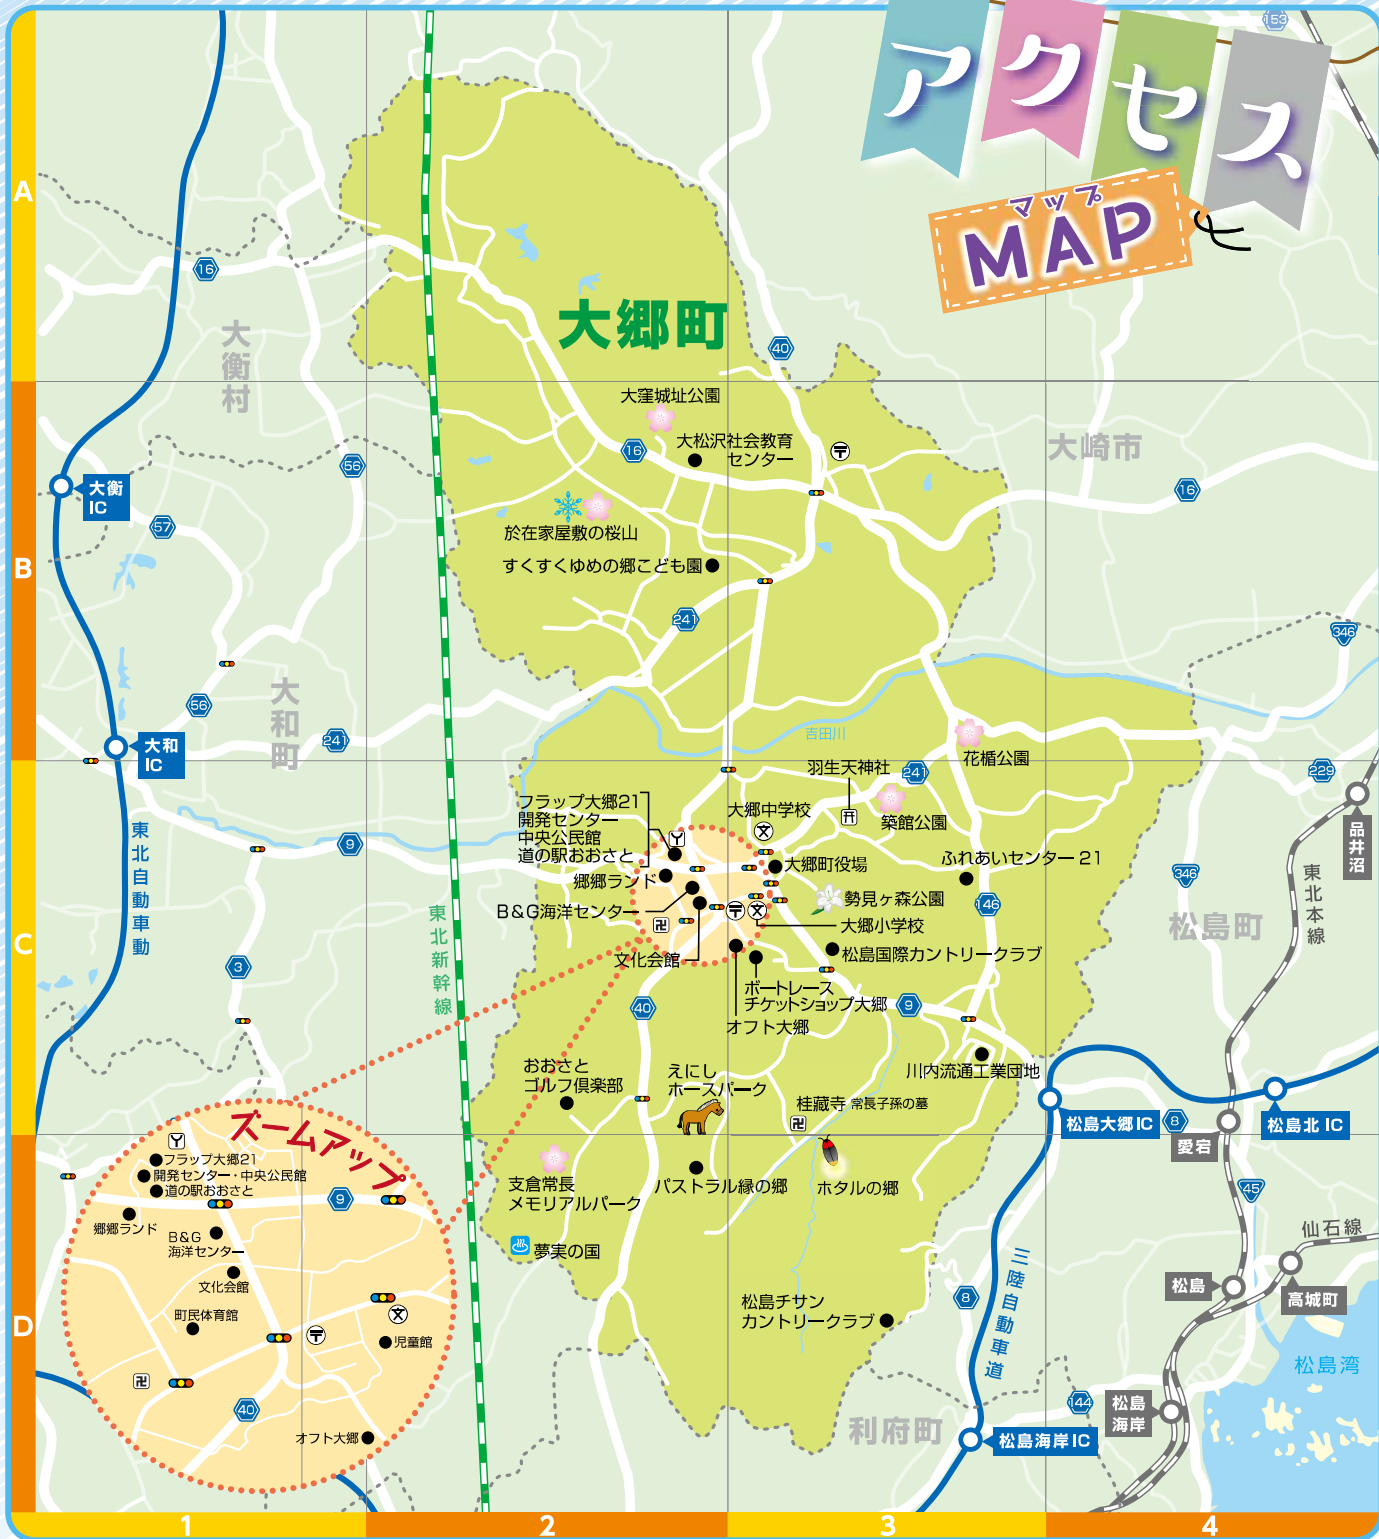 アクセス
マップ
MAP
153
A
16
大衡村
大郷町
40
大窪城址公園
大松沢社会教育
センター
16
大崎市
16
56
大衡
IC
57
於在家屋敷の桜山
すくすくゆめの郷こども園
B
241
346
56
大和町
大和
IC
241
吉田川
花楯公園
羽生天神社
241
229
フラップ大郷21
開発センター
中央公民館
道の駅おおさと
大郷中学校
築館公園
品井沼
東北自動車動
9
大郷町役場
ふれあいセンター21
346
東北本線
郷郷ランド
勢見ヶ森公園
146
B&G海洋センター
大郷小学校
松島町
東北新幹線
C
文化会館
松島国際カントリークラブ
3
ボートレース
チケットショップ大郷
40
9
オフト大郷
おおさと
ゴルフ倶楽部
えにし
ホースパーク
川内流通工業団地
桂蔵寺 常長子孫の墓
松島大郷IC
8
松島北IC
愛宕
ズームアップ
フラップ大郷21
開発センター・中央公民館
道の駅おおさと
9
郷郷ランド
B&G
海洋センター
文化会館
町民体育館
児童館
40
オフト大郷
支倉常長
メモリアルパーク
パストラル縁の郷
ホタルの郷
45
仙石線
夢実の国
三陸自動車道
松島
高城町
8
松島チサン
カントリークラブ
D
松島湾
144
松島
海岸
利府町
松島海岸IC
1
2
3
4